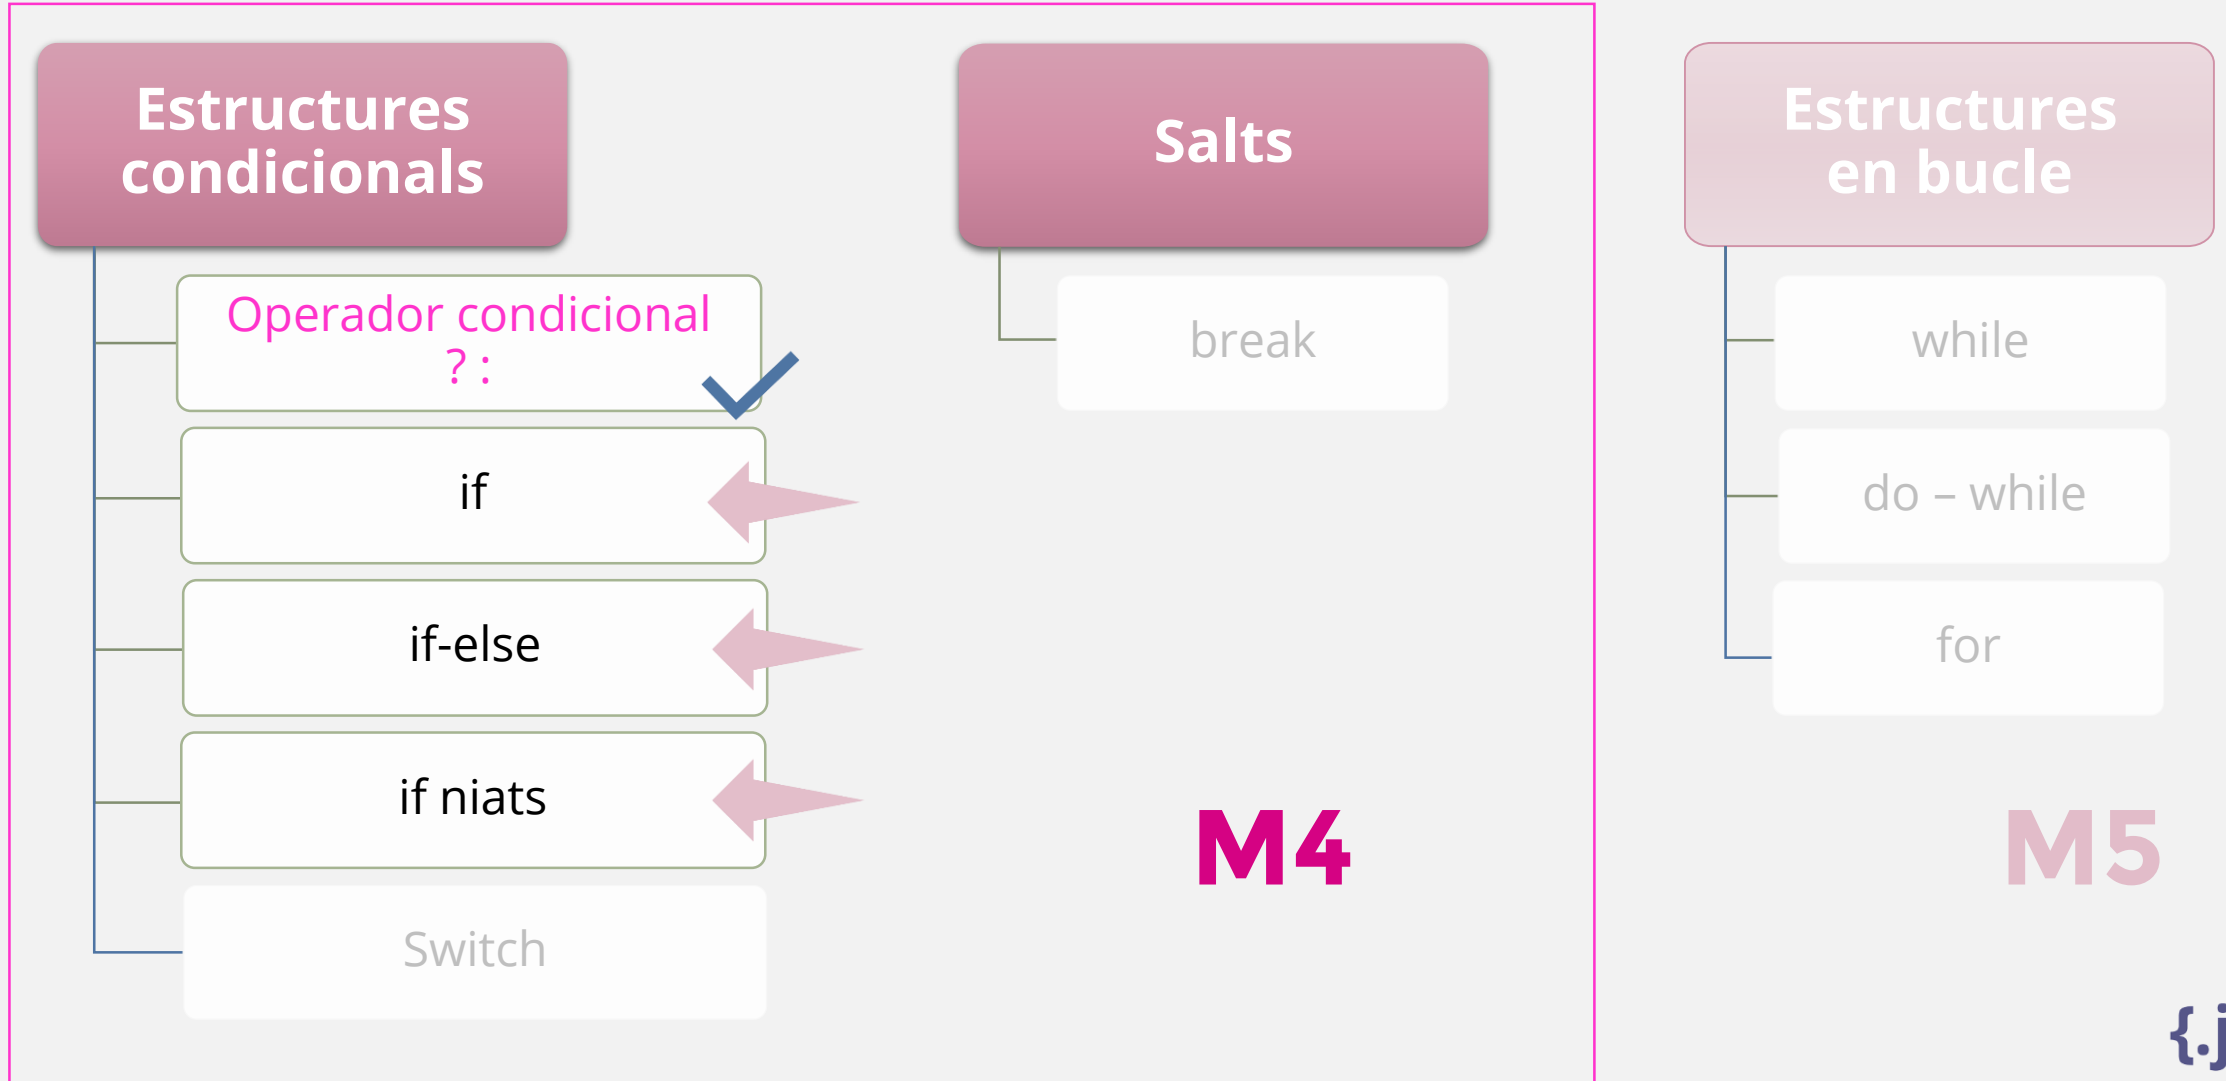 Estructures
condicionals
Operador condicional
? :
if
if-else
if niats
Switch
Salts
break
M4
Estructures
en bucle
while
do – while
for
M5
{.j